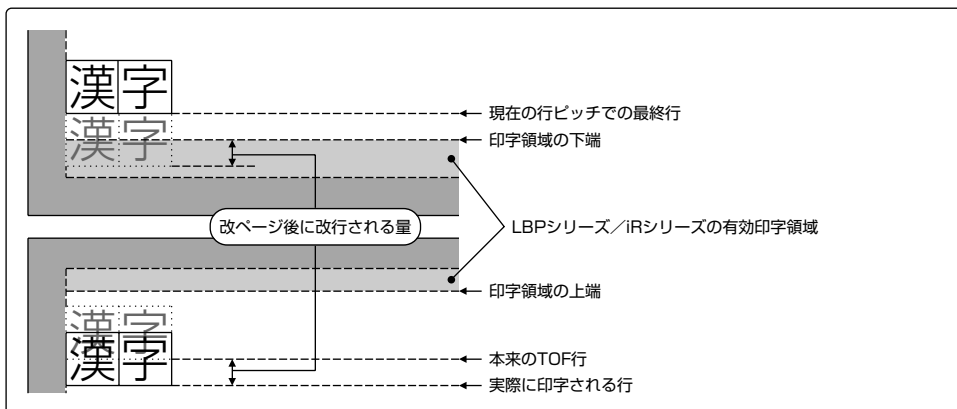 漢字
現在の行ピッチでの最終行
漢字
印字領域の下端
改ページ後に改行される量
LBPシリーズ／iRシリーズの有効印字領域
印字領域の上端
漢字
漢字
本来のTOF行
実際に印字される行